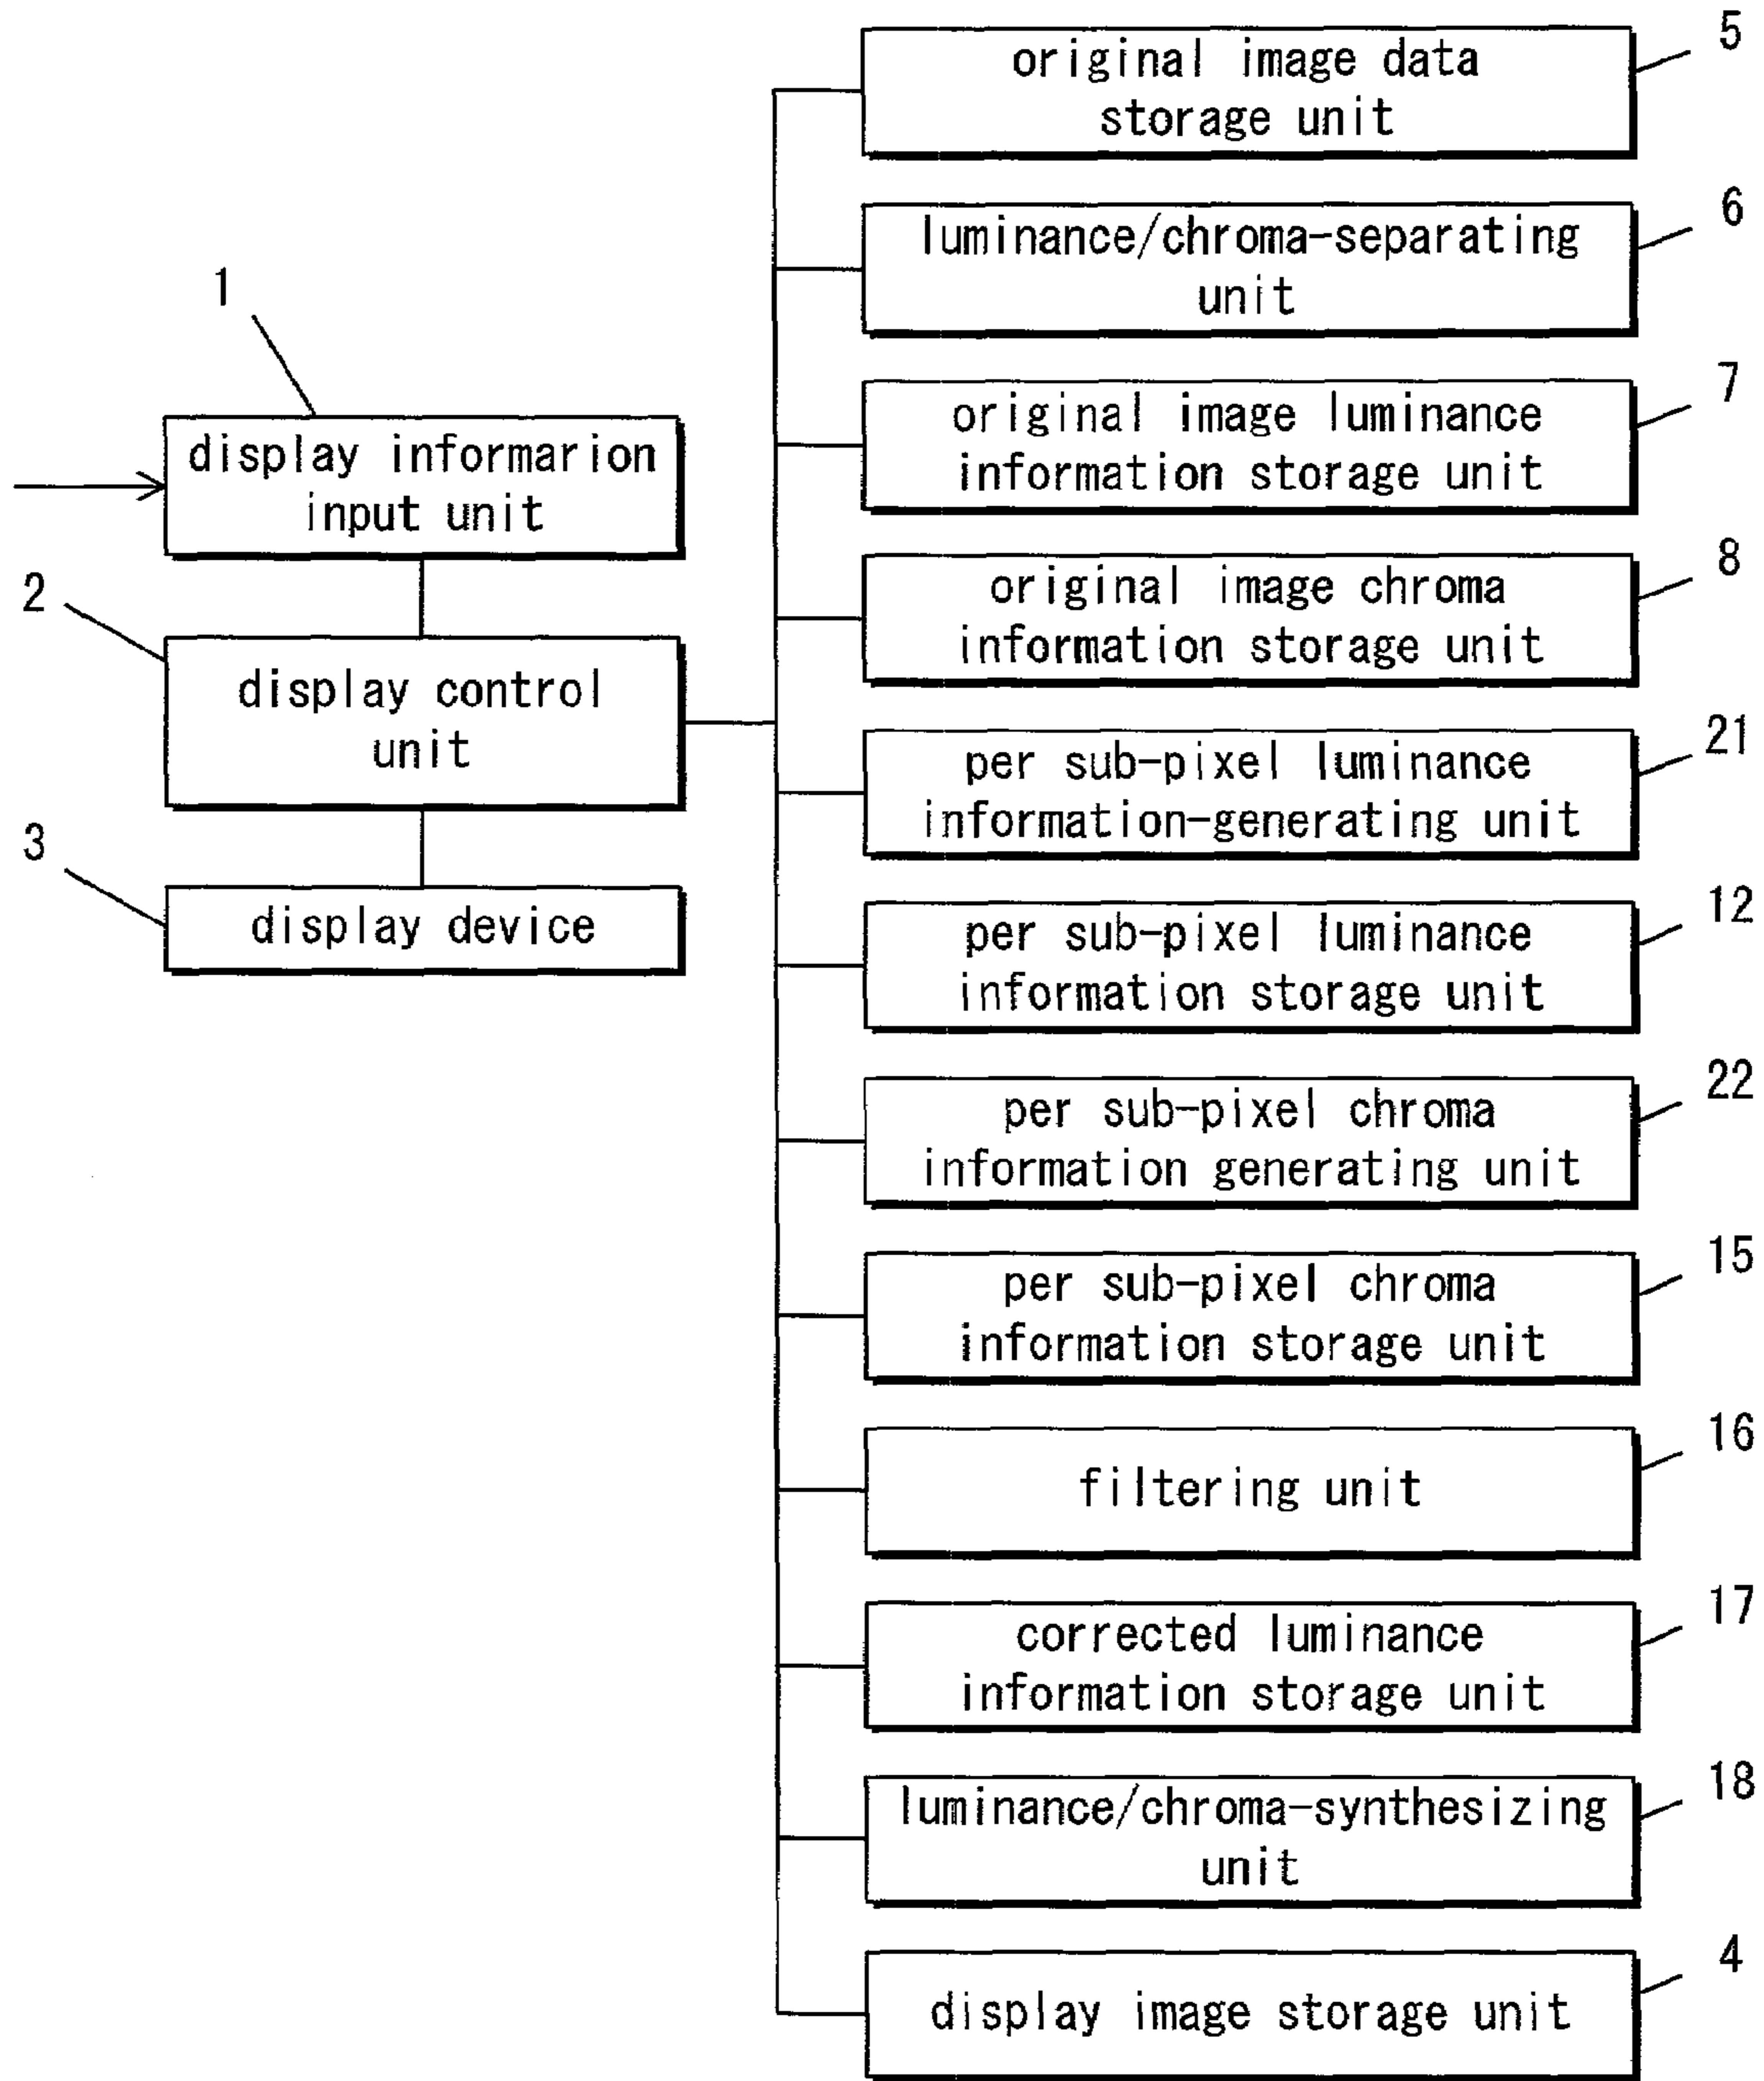 1
display informarion
input unit
2
display control
unit
3
display device
original image data
storage unit
5
luminance/chroma-separating
unit
6
original image luminance
information storage unit
7
original image chroma
information storage unit
8
per sub-pixel luminance
information-generating unit
21
per sub-pixel luminance
information storage unit
12
per sub-pixel chroma
information generating unit
22
per sub-pixel chroma
information storage unit
15
filtering unit
16
corrected luminance
information storage unit
17
luminance/chroma-synthesizing
unit
18
display image storage unit
4